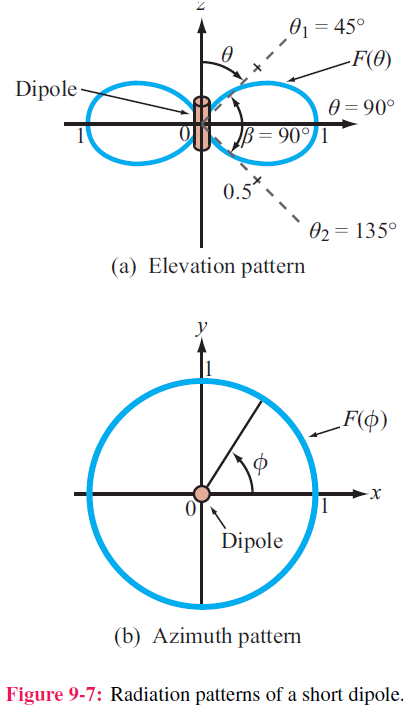 z
θ₁ = 45°
θ
F(θ)
Dipole
θ = 90°
1
0
β = 90°
1
0.5
θ₂ = 135°
(a) Elevation pattern
y
1
F(ϕ)
ϕ
0
1
x
Dipole
(b) Azimuth pattern
Figure 9-7: Radiation patterns of a short dipole.